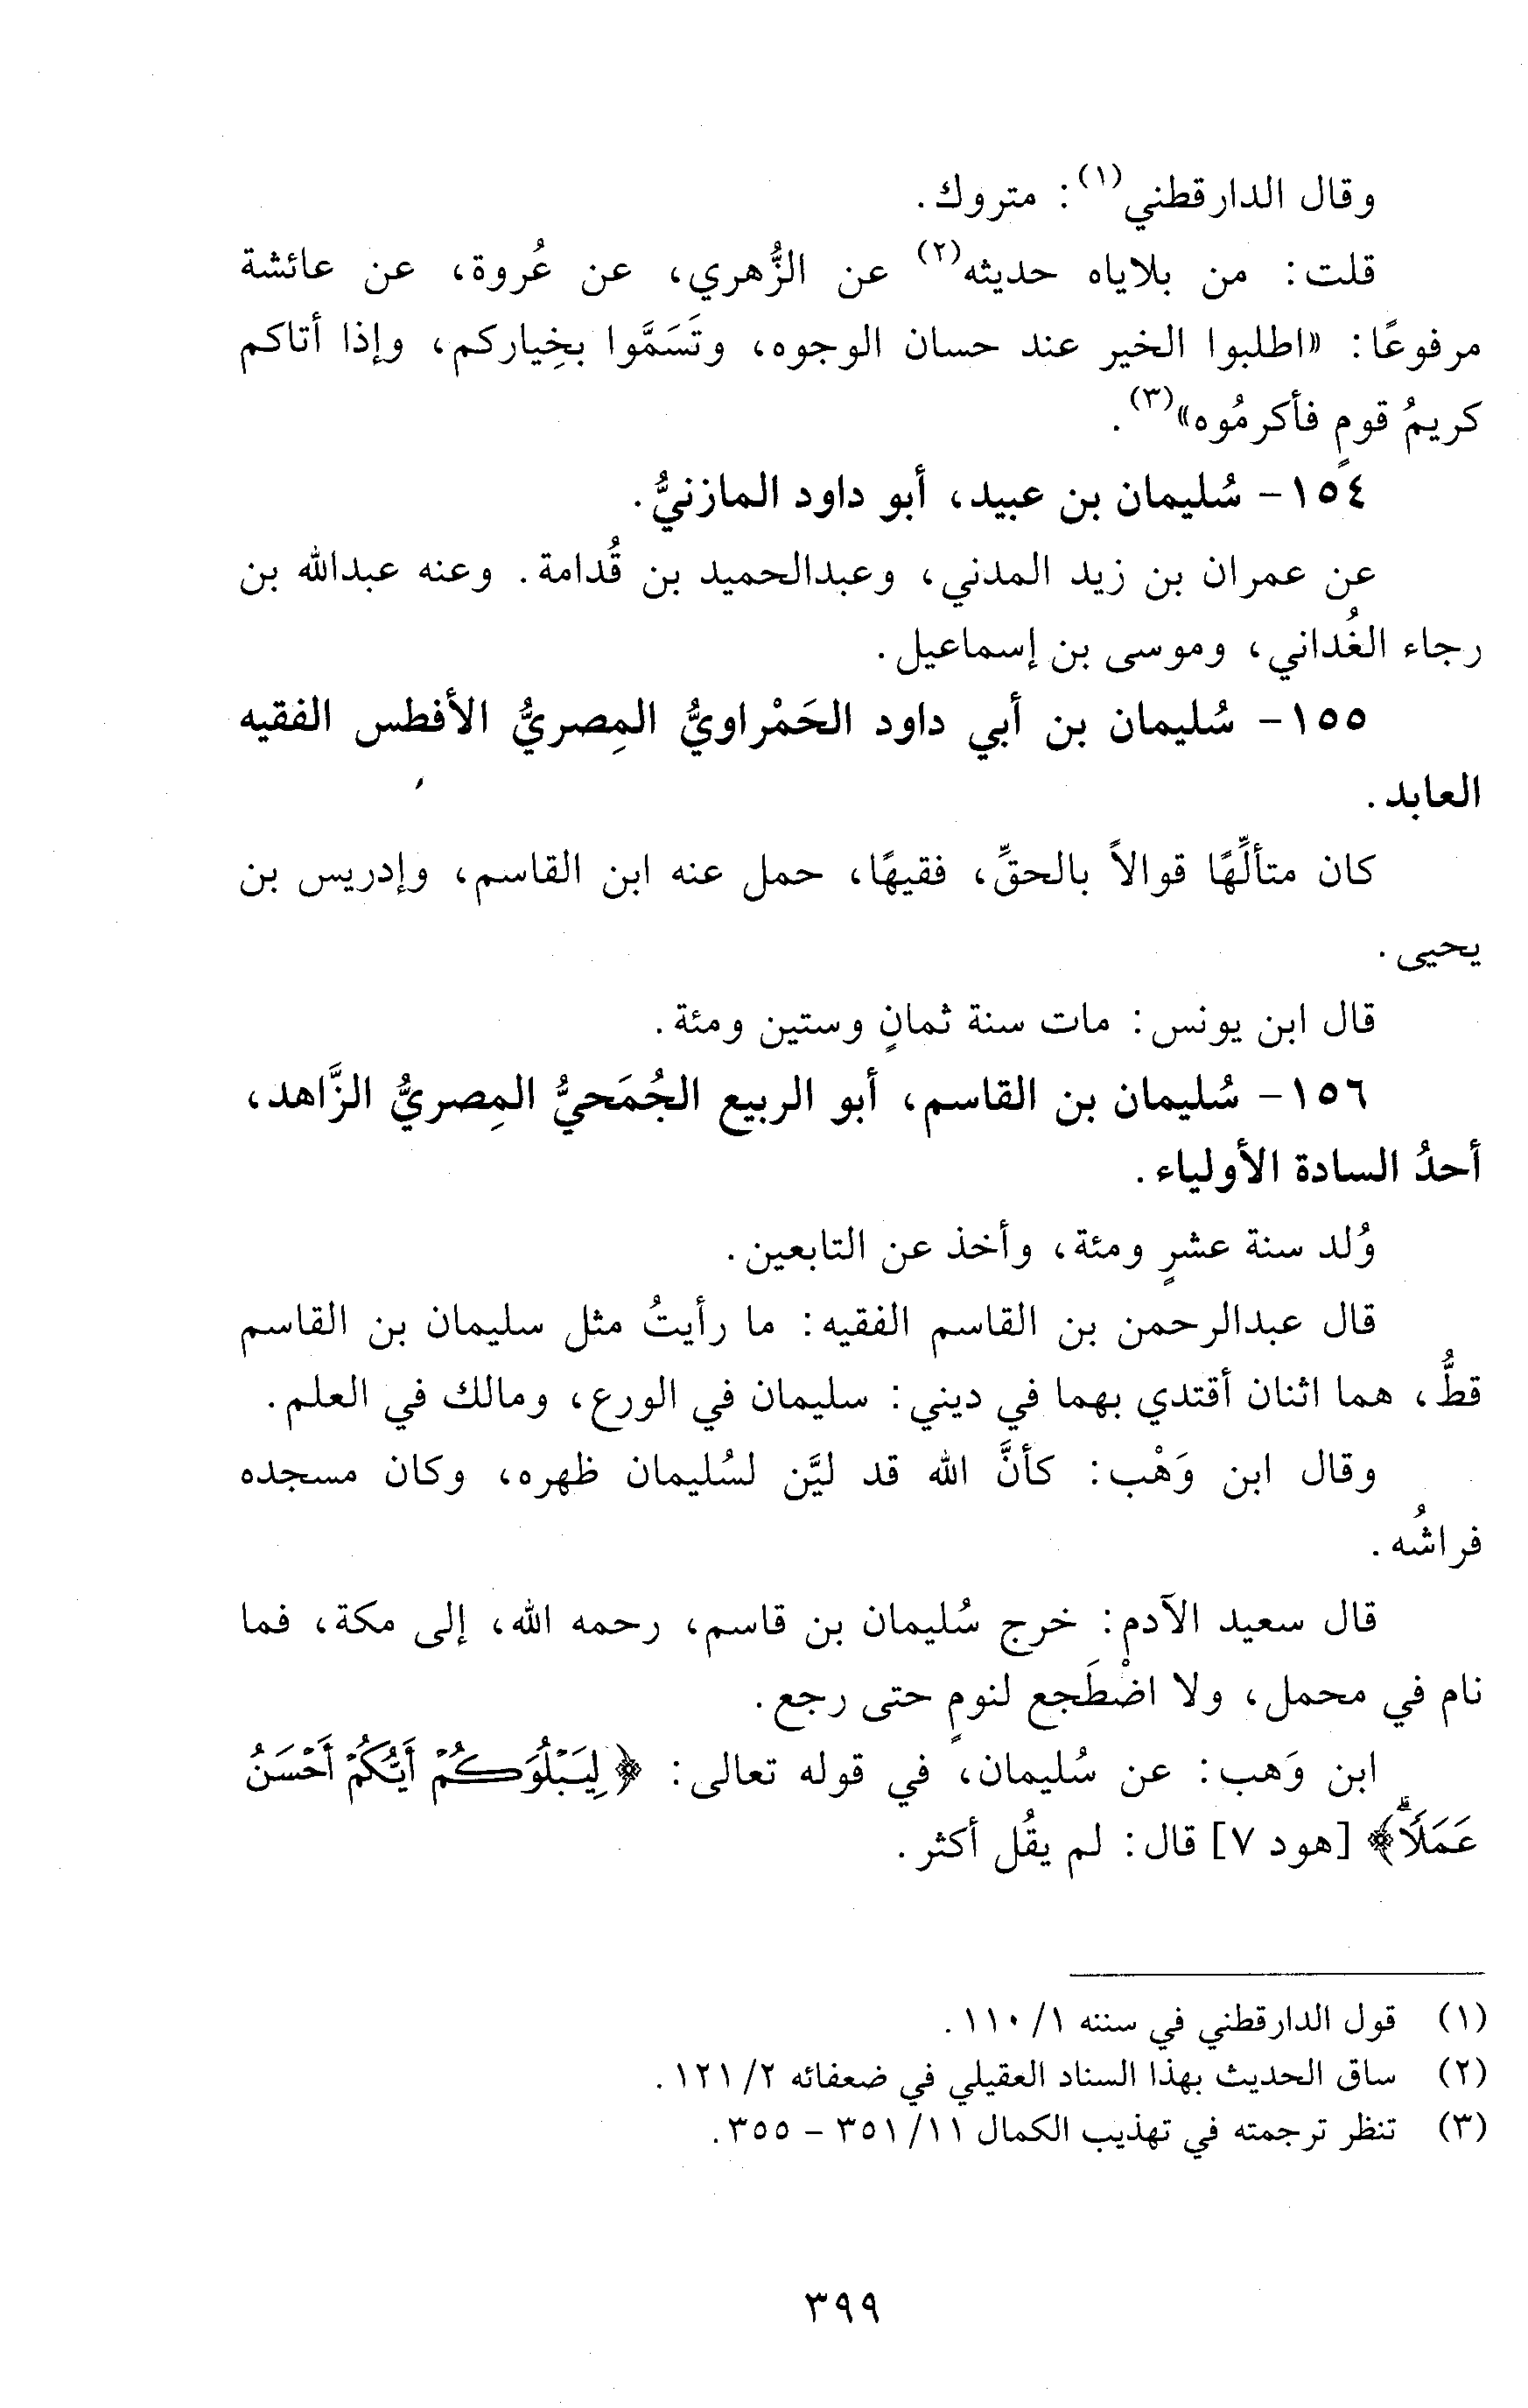 وقال الدارقطني(١): متروك.
قلت: من بلاياه حديثه(٢) عن الزُّهري، عن عُروة، عن عائشة
مرفوعًا: «اطلبوا الخير عند حسان الوجوه، وتَسَمَّوا بخِياركم، وإذا أتاكم
كريمُ قومٍ فأكرمُوه»(٣).
١٥٤- سُليمان بن عبيد، أبو داود المازنيُّ.
عن عمران بن زيد المدني، وعبدالحميد بن قُدامة. وعنه عبدالله بن
رجاء الغُداني، وموسى بن إسماعيل.
١٥٥- سُليمان بن أبي داود الحَمْراويُّ المِصريُّ الأفطس الفقيه
العابد.
كان متألِّهًا قوالاً بالحقِّ، فقيهًا، حمل عنه ابن القاسم، وإدريس بن
يحيى.
قال ابن يونس: مات سنة ثمانٍ وستين ومئة.
١٥٦- سُليمان بن القاسم، أبو الربيع الجُمَحيُّ المِصريُّ الزَّاهد،
أحدُ السادة الأولياء.
وُلد سنة عشرٍ ومئة، وأخذ عن التابعين.
قال عبدالرحمن بن القاسم الفقيه: ما رأيتُ مثل سليمان بن القاسم
قطُّ، هما اثنان أقتدي بهما في ديني: سليمان في الورع، ومالك في العلم.
وقال ابن وَهْب: كأنَّ الله قد ليَّن لسُليمان ظهره، وكان مسجده
فراشُه.
قال سعيد الآدم: خرج سُليمان بن قاسم، رحمه الله، إلى مكة، فما
نام في محمل، ولا اضْطَجع لنومٍ حتى رجع.
ابن وَهب: عن سُليمان، في قوله تعالى: ﴿لِيَبْلُوَكُمْ أَيُّكُمْ أَحْسَنُ
عَمَلًاۗ﴾ [هود ٧] قال: لم يقُل أكثر.
(١) قول الدارقطني في سننه ١/ ١١٠.
(٢) ساق الحديث بهذا السناد العقيلي في ضعفائه ٢/ ١٢١.
(٣) تنظر ترجمته في تهذيب الكمال ١١/ ٣٥١ - ٣٥٥.
٣٩٩